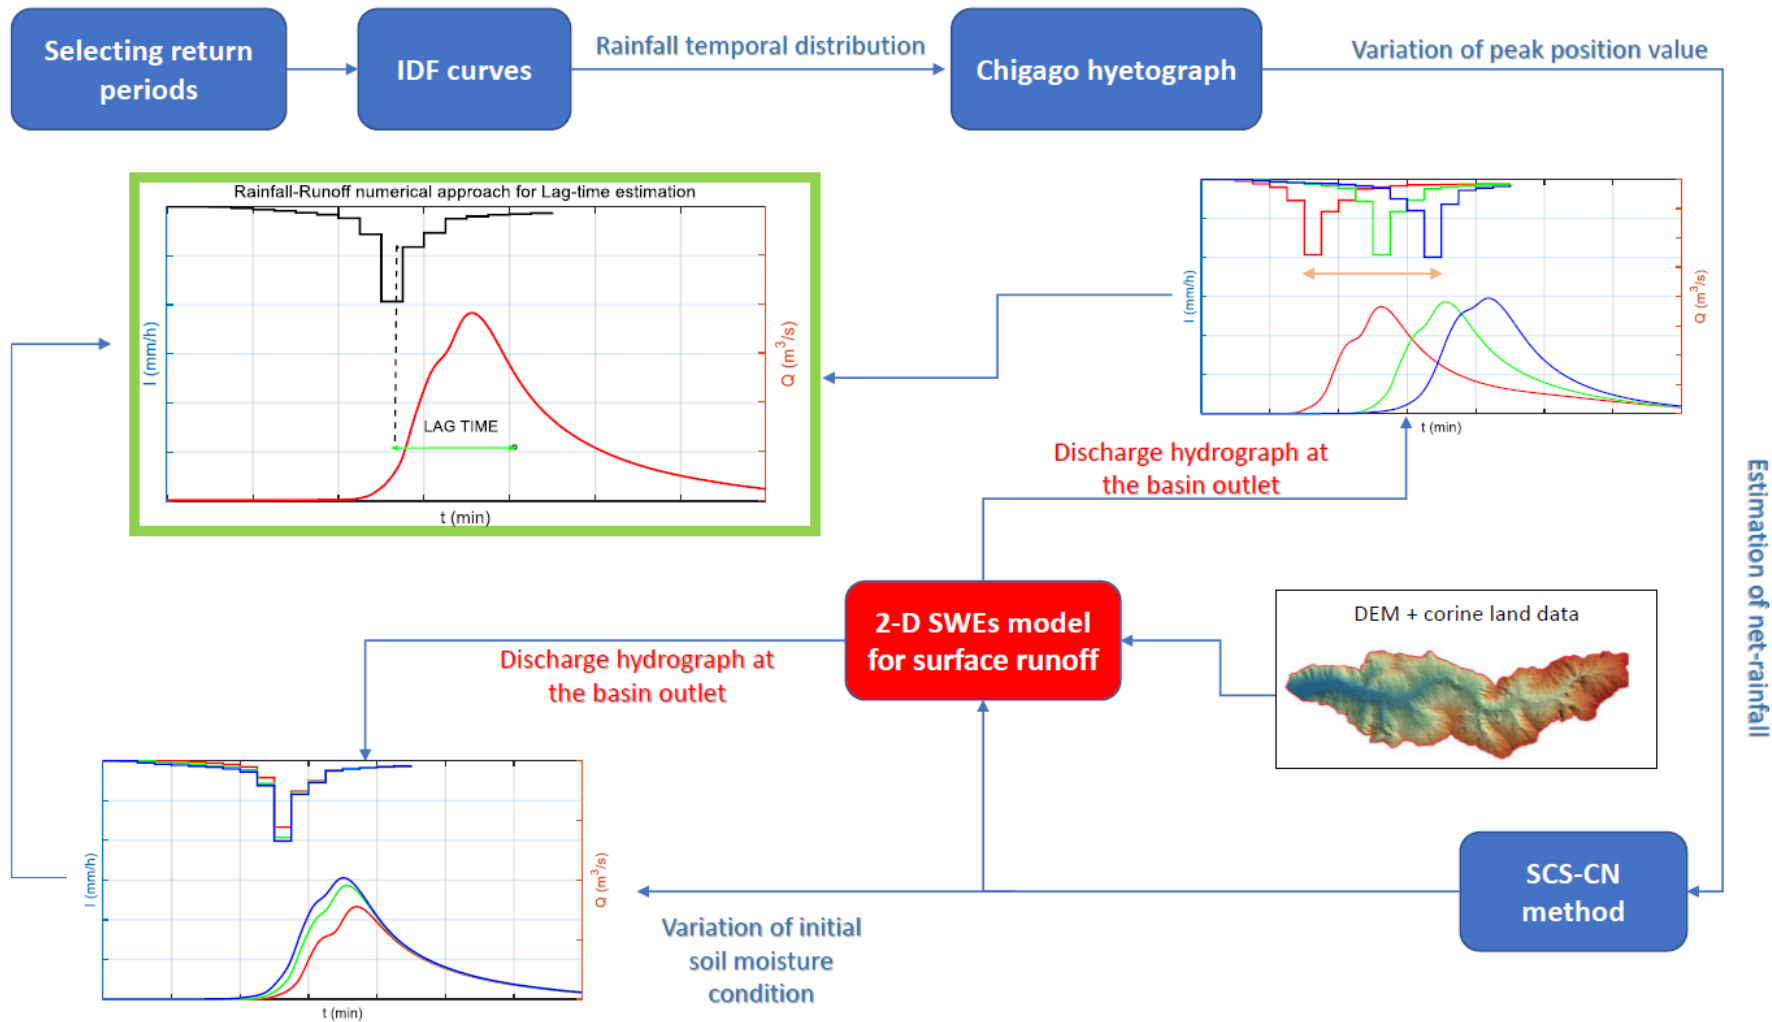 Selecting return
periods
IDF curves
Rainfall temporal distribution
Chigago hyetograph
Variation of peak position value
Rainfall-Runoff numerical approach for Lag-time estimation
I (mm/h)
Q (m³/s)
LAG TIME
t (min)
I (mm/h)
Q (m³/s)
t (min)
Discharge hydrograph at
the basin outlet
Estimation of net-rainfall
2-D SWEs model
for surface runoff
DEM + corine land data
Discharge hydrograph at
the basin outlet
I (mm/h)
Q (m³/s)
t (min)
SCS-CN
method
Variation of initial
soil moisture
condition